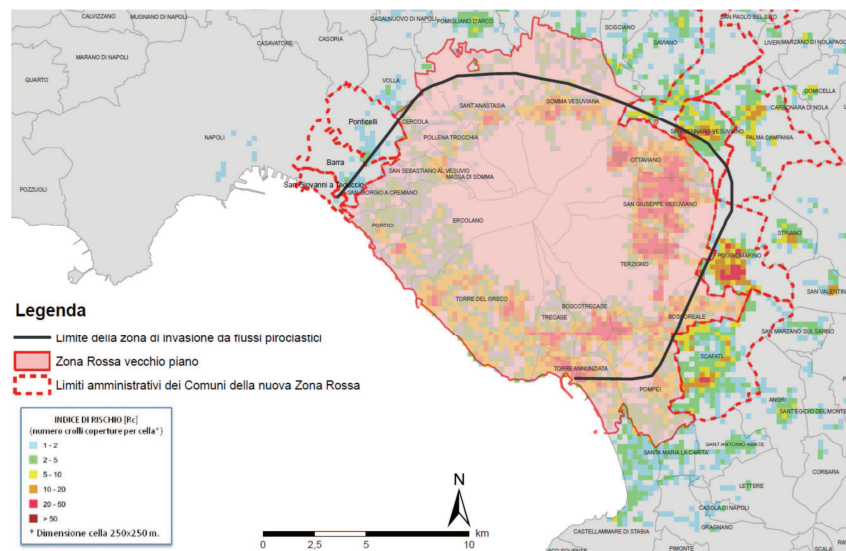 CALVIZZANO
MUGNANO DI NAPOLI
CASALNUOVO DI NAPOLI
POMIGLIANO D'ARCO
SCISCIANO
SAN PAOLO BEL SITO
CASORIA
CASAVATORE
SAVIANO
LIVERI
MARZANO DI NOLA
MARANO DI NAPOLI
QUARTO
VOLLA
DOMICELLA
SANT'ANASTASIA
SOMMA VESUVIANA
CARBONARA DI NOLA
Ponticelli
CERCOLA
NAPOLI
POLLENA TROCCHIA
SAN GENNARO VESUVIANO
PALMA CAMPANIA
Barra
OTTAVIANO
SAN SEBASTIANO AL VESUVIO
MASSA DI SOMMA
San Giovanni a Teduccio
POZZUOLI
SAN GIORGIO A CREMANO
SAN GIUSEPPE VESUVIANO
PORTICI
ERCOLANO
STRIANO
POGGIOMARINO
TERZIGNO
SAN VALENTINO
TORRE DEL GRECO
BOSCOTRECASE
TRECASE
BOSCOREALE
SAN MARZANO SUL SARNO
SCAFATI
TORRE ANNUNZIATA
POMPEI
ANGRI
SANT'EGIDIO DEL MONTE
SANT'ANTONIO ABATE
SANTA MARIA LA CARITA'
CORBARA
LETTERE
CASOLA DI NAPOLI
GRAGNANO
CASTELLAMMARE DI STABIA
PIMONTE
VICO EQUENSE
SCALA
Legenda
Limite della zona di invasione da flussi piroclastici
Zona Rossa vecchio piano
Limiti amministrativi dei Comuni della nuova Zona Rossa
INDICE DI RISCHIO [Rc]
(numero crolli coperture per cella*)
1 - 2
2 - 5
5 - 10
10 - 20
20 - 50
> 50
* Dimensione cella 250x250 m.
N
km
0 2,5 5 10